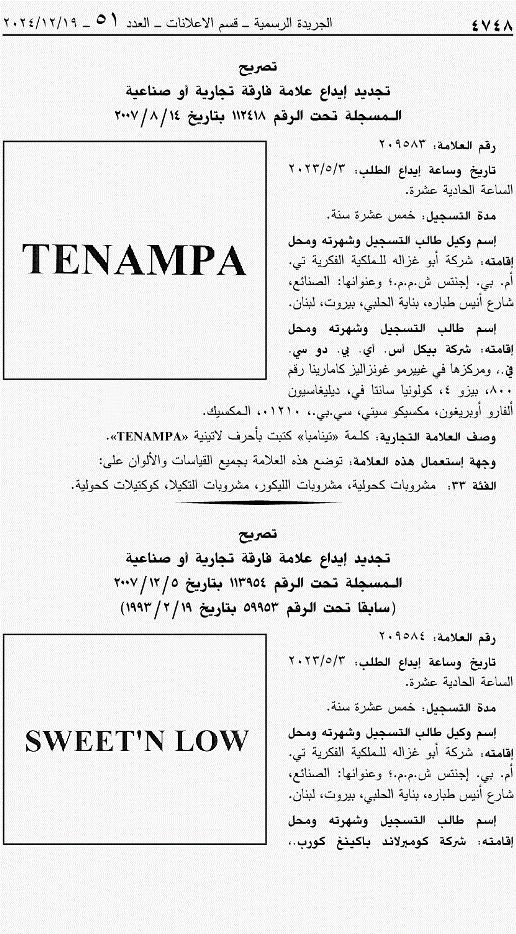 ٤٧٤٨
الجريدة الرسمية – قسم الاعلانات – العدد ٥١ – ٢٠٢٤/١٢/١٩
تصريح
تجديد إيداع علامة فارقة تجارية أو صناعية
المسجلة تحت الرقم ١١٢٤١٨ بتاريخ ٢٠٠٧/٨/١٤
رقم العلامة: ٢٠٩٥٨٣
تاريخ وساعة إيداع الطلب: ٢٠٢٣/٥/٣
الساعة الحادية عشرة.
مدة التسجيل: خمس عشرة سنة.
إسم وكيل طالب التسجيل وشهرته ومحل
إقامته: شركة أبو غزاله للملكية الفكرية تي.
أم. بي. إجنتس ش.م.م.؛ وعنوانها: الصنائع،
شارع أنيس طباره، بناية الحلبي، بيروت، لبنان.
إسم طالب التسجيل وشهرته ومحل
إقامته: شركة بيكل أس. آي. بي. دو سي.
في.، ومركزها في غييرمو غونزاليز كامارينا رقم
٨٠٠، بيزو ٤، كولونيا سانتا في، ديليغاسيون
ألفارو أوبريغون، مكسيكو سيتي، سي.بي.، ٠١٢١٠، المكسيك.
TENAMPA
وصف العلامة التجارية: كلمة «تينامبا» كتبت بأحرف لاتينية «TENAMPA».
وجهة إستعمال هذه العلامة: توضع هذه العلامة بجميع القياسات والألوان على:
الفئة ٣٣: مشروبات كحولية، مشروبات الليكور، مشروبات التكيلا، كوكتيلات كحولية.
تصريح
تجديد إيداع علامة فارقة تجارية أو صناعية
المسجلة تحت الرقم ١١٣٩٥٤ بتاريخ ٢٠٠٧/١٢/٥
(سابقا تحت الرقم ٥٩٩٥٣ بتاريخ ١٩٩٣/٢/١٩)
رقم العلامة: ٢٠٩٥٨٤
تاريخ وساعة إيداع الطلب: ٢٠٢٣/٥/٣
الساعة الحادية عشرة.
مدة التسجيل: خمس عشرة سنة.
إسم وكيل طالب التسجيل وشهرته ومحل
إقامته: شركة أبو غزاله للملكية الفكرية تي.
أم. بي. إجنتس ش.م.م.؛ وعنوانها: الصنائع،
شارع أنيس طباره، بناية الحلبي، بيروت، لبنان.
إسم طالب التسجيل وشهرته ومحل
إقامته: شركة كومبرلاند باكينغ كورب.،
SWEET'N LOW